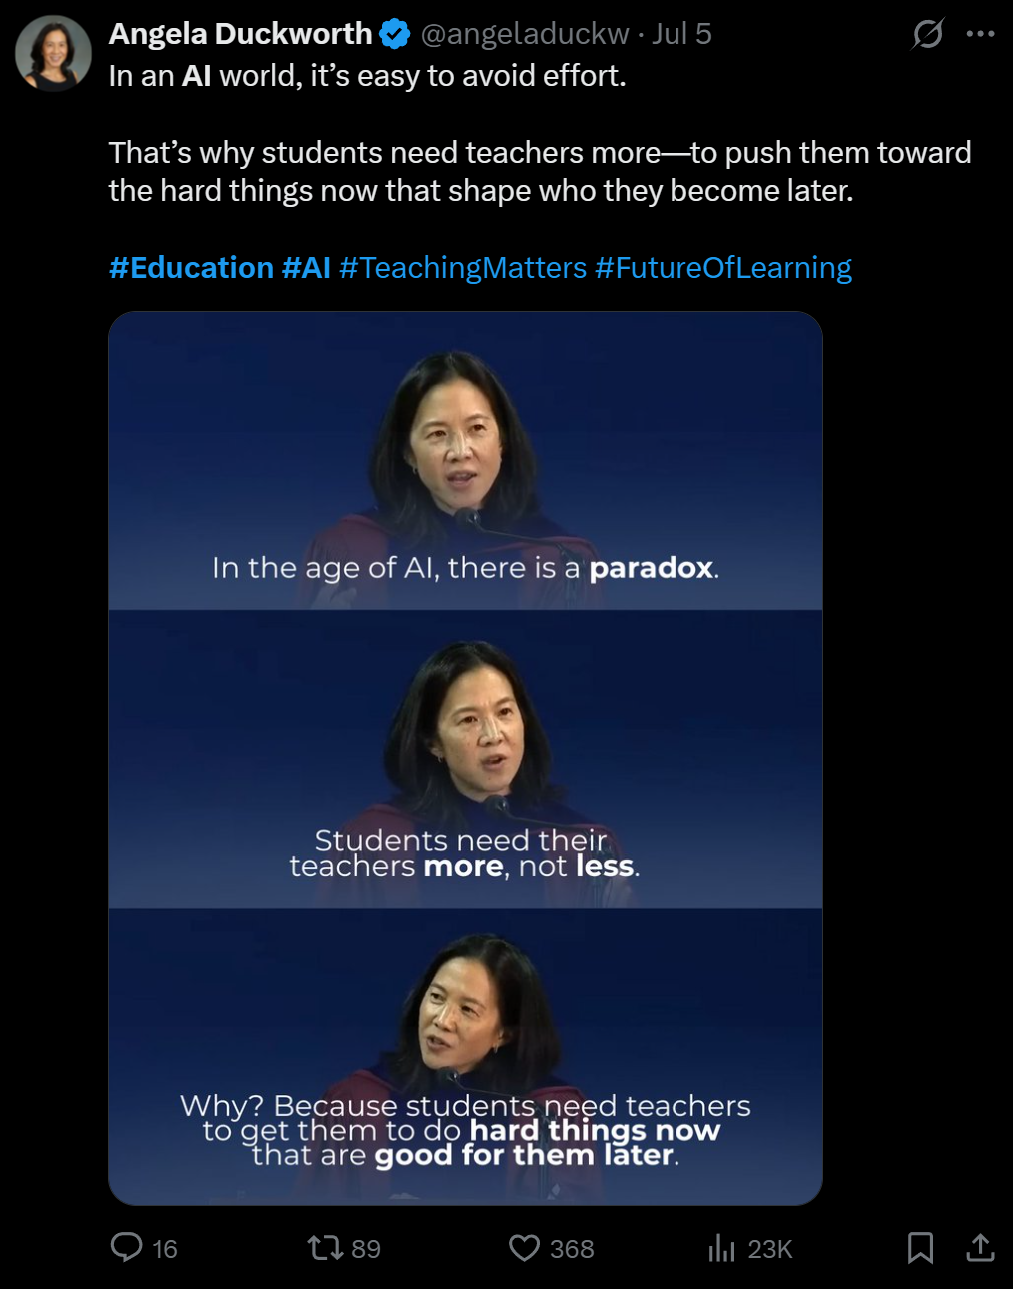 Angela Duckworth @angeladuckw · Jul 5
In an AI world, it’s easy to avoid effort.
That’s why students need teachers more—to push them toward
the hard things now that shape who they become later.
#Education #AI #TeachingMatters #FutureOfLearning
In the age of AI, there is a paradox.
Students need their
teachers more, not less.
Why? Because students need teachers
to get them to do hard things now
that are good for them later.
16 89 368 23K